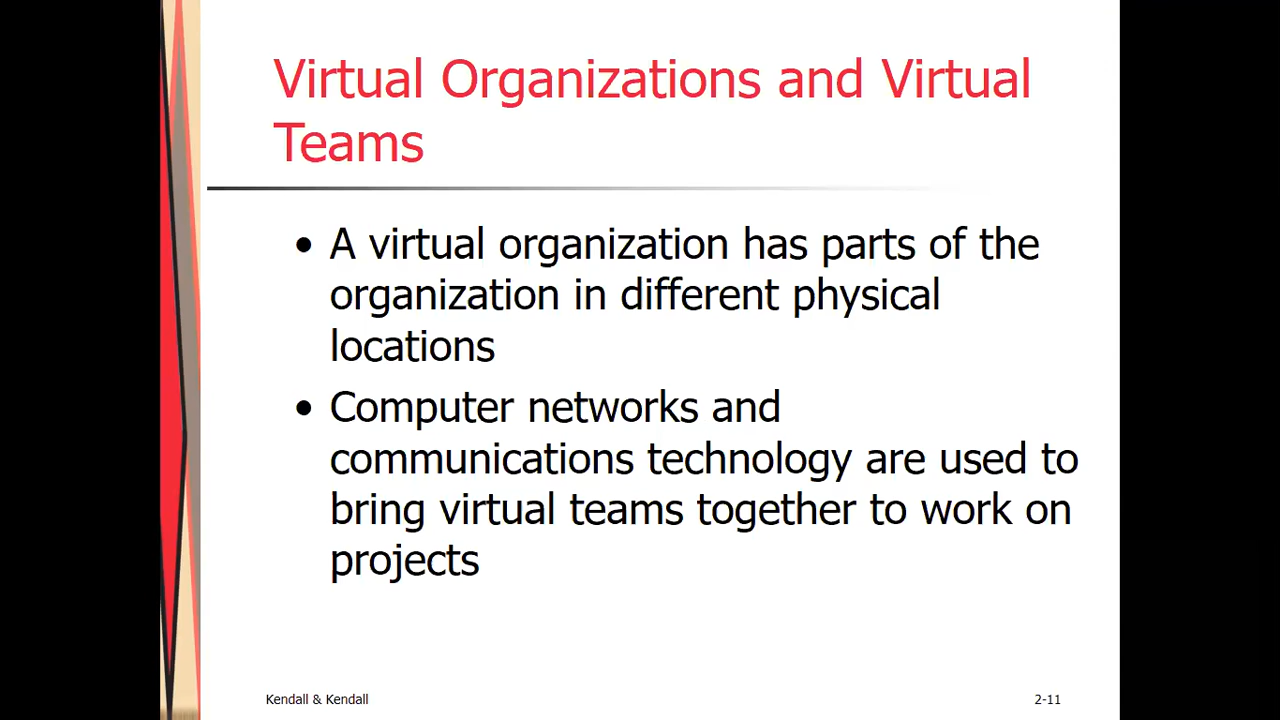 Virtual Organizations and Virtual
Teams
• A virtual organization has parts of the
organization in different physical
locations
• Computer networks and
communications technology are used to
bring virtual teams together to work on
projects
Kendall & Kendall
2-11